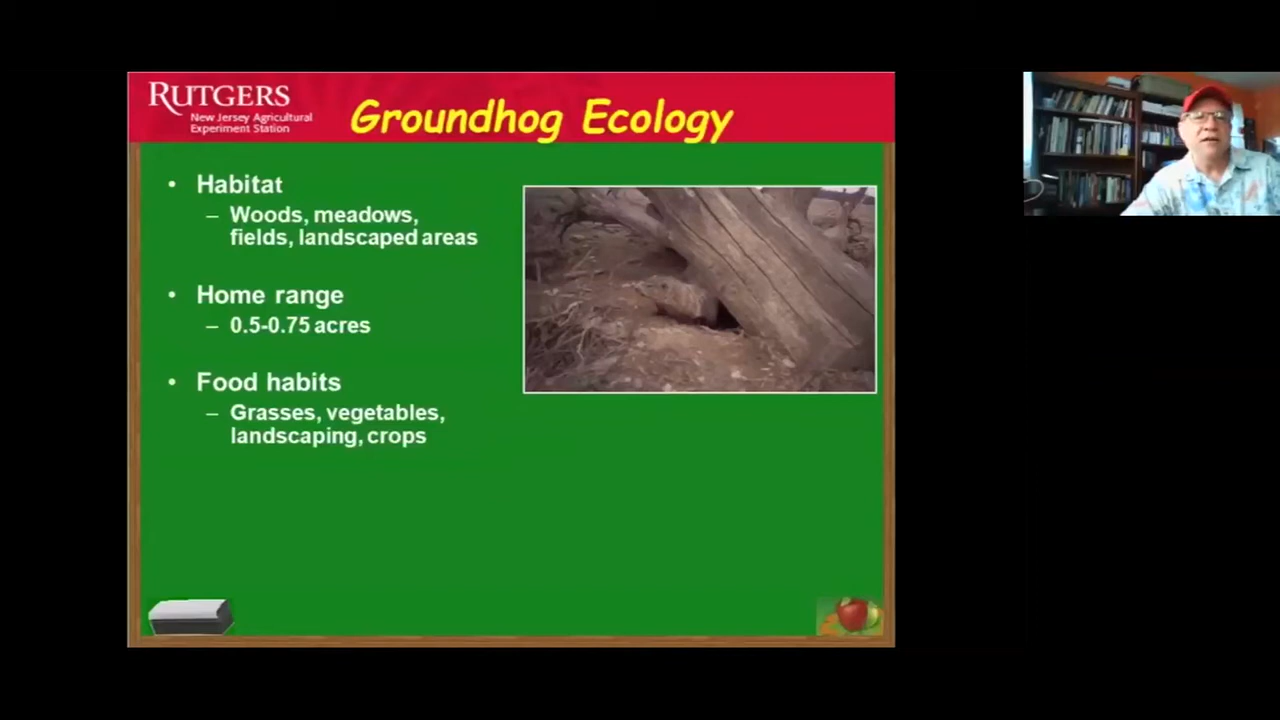 RUTGERS
New Jersey Agricultural
Experiment Station
Groundhog Ecology
• Habitat
– Woods, meadows,
fields, landscaped areas
• Home range
– 0.5-0.75 acres
• Food habits
– Grasses, vegetables,
landscaping, crops